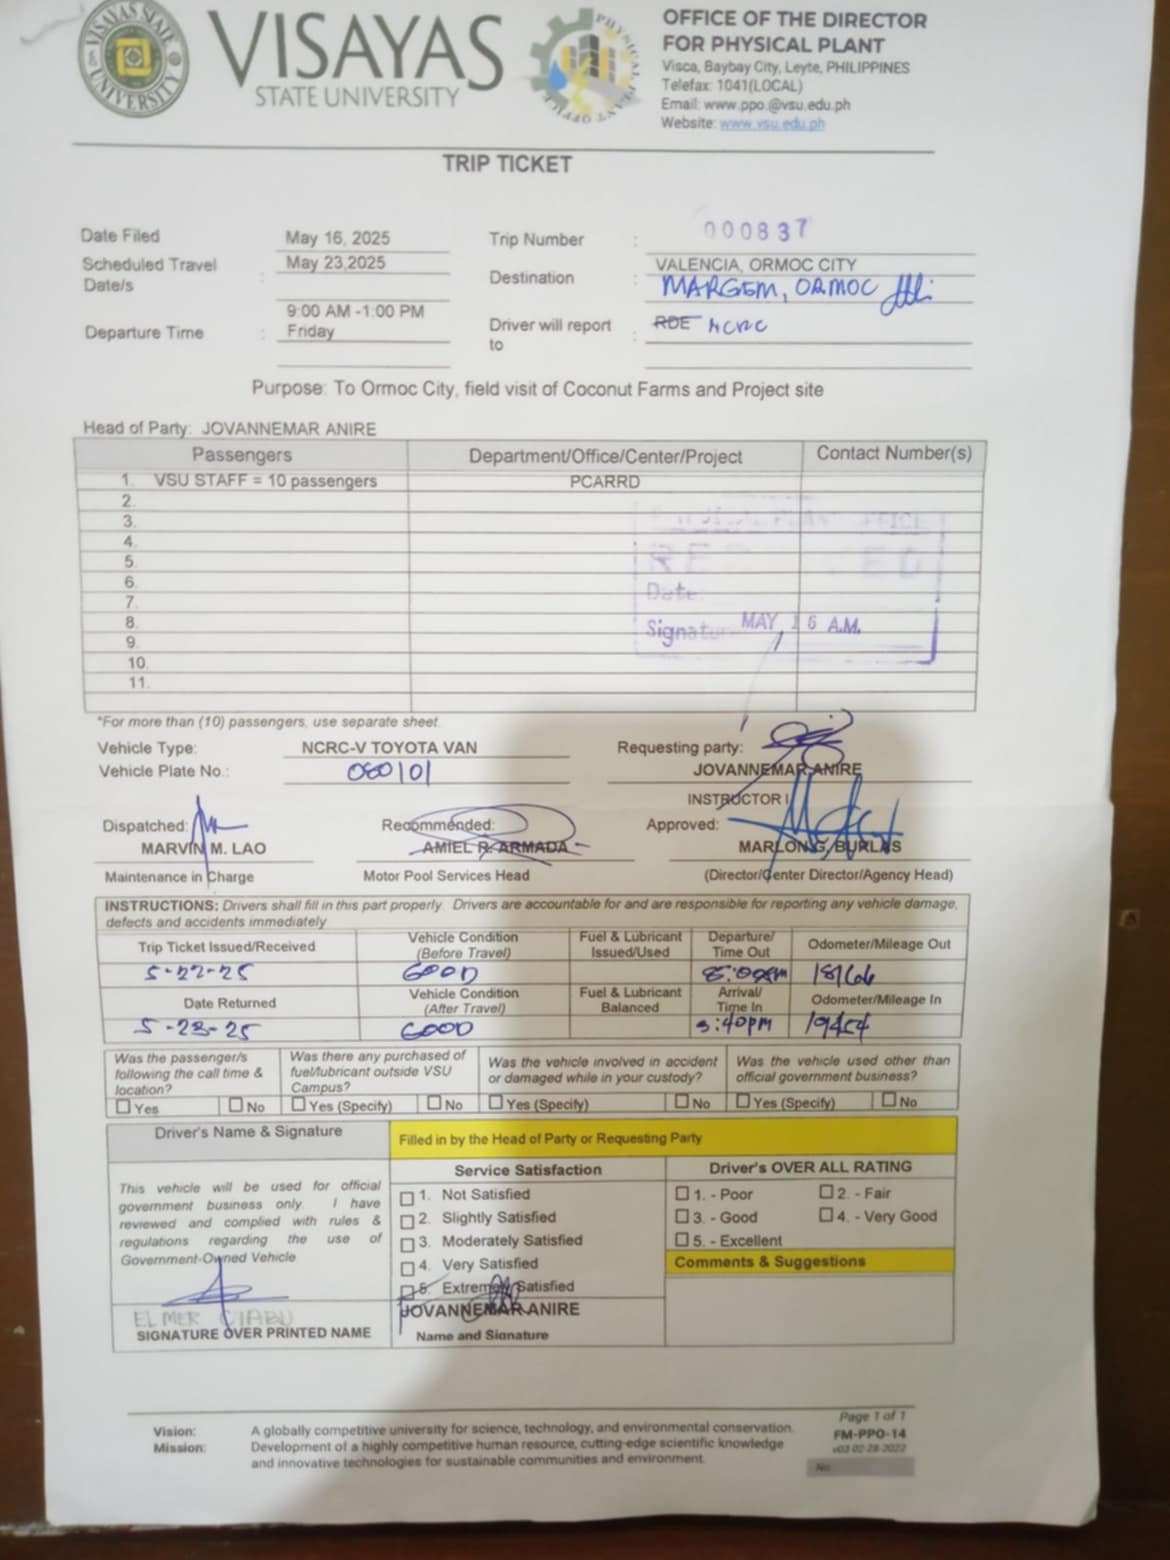 VISAYAS STATE UNIVERSITY
VISAYAS
STATE UNIVERSITY
OFFICE OF THE DIRECTOR
FOR PHYSICAL PLANT
Visca, Baybay City, Leyte, PHILIPPINES
Telefax: 1041(LOCAL)
Email: www.ppo.@vsu.edu.ph
Website: www.vsu.edu.ph
TRIP TICKET
Date Filed May 16, 2025 Trip Number : 000837
Scheduled Travel Date/s : May 23,2025 Destination : VALENCIA, ORMOC CITY
MARGEM, ORMOC
Departure Time : 9:00 AM -1:00 PM Friday Driver will report to : RDE NCRC
Purpose: To Ormoc City, field visit of Coconut Farms and Project site
Head of Party: JOVANNEMAR ANIRE
Passengers Department/Office/Center/Project Contact Number(s)
1. VSU STAFF = 10 passengers PCARRD
2.
3.
4.
5.
6.
7.
8.
9.
10.
11.
PLANT OFFICE
Date:
Signature MAY 16 A.M.
*For more than (10) passengers, use separate sheet.
Vehicle Type: NCRC-V TOYOTA VAN Requesting party:
Vehicle Plate No.: 060101 JOVANNEMAR ANIRE
INSTRUCTOR I
Dispatched: Recommended: Approved:
MARVIN M. LAO AMIEL R. ARMADA MARLON G. BURLAS
Maintenance in Charge Motor Pool Services Head (Director/Center Director/Agency Head)
INSTRUCTIONS: Drivers shall fill in this part properly. Drivers are accountable for and are responsible for reporting any vehicle damage,
defects and accidents immediately
Trip Ticket Issued/Received Vehicle Condition (Before Travel) Fuel & Lubricant Issued/Used Departure/ Time Out Odometer/Mileage Out
5-22-25 GOOD 8:00am
Date Returned Vehicle Condition (After Travel) Fuel & Lubricant Balanced Arrival/ Time In Odometer/Mileage In
5-23-25 GOOD 3:40pm
Was the passenger/s following the call time & location? Was there any purchased of fuel/lubricant outside VSU Campus? Was the vehicle involved in accident or damaged while in your custody? Was the vehicle used other than official government business?
Yes No Yes (Specify) No Yes (Specify) No Yes (Specify) No
Driver's Name & Signature Filled in by the Head of Party or Requesting Party
Service Satisfaction Driver's OVER ALL RATING
This vehicle will be used for official
government business only. I have
reviewed and complied with rules &
regulations regarding the use of
Government-Owned Vehicle
1. Not Satisfied
2. Slightly Satisfied
3. Moderately Satisfied
4. Very Satisfied
5. Extremely Satisfied
1. - Poor 2. - Fair
3. - Good 4. - Very Good
5. - Excellent
Comments & Suggestions
ELMER
SIGNATURE OVER PRINTED NAME
JOVANNEMAR ANIRE
Name and Signature
Vision: A globally competitive university for science, technology, and environmental conservation.
Mission: Development of a highly competitive human resource, cutting-edge scientific knowledge
and innovative technologies for sustainable communities and environment.
Page 1 of 1
FM-PPO-14
v03 02-28-2022
No.